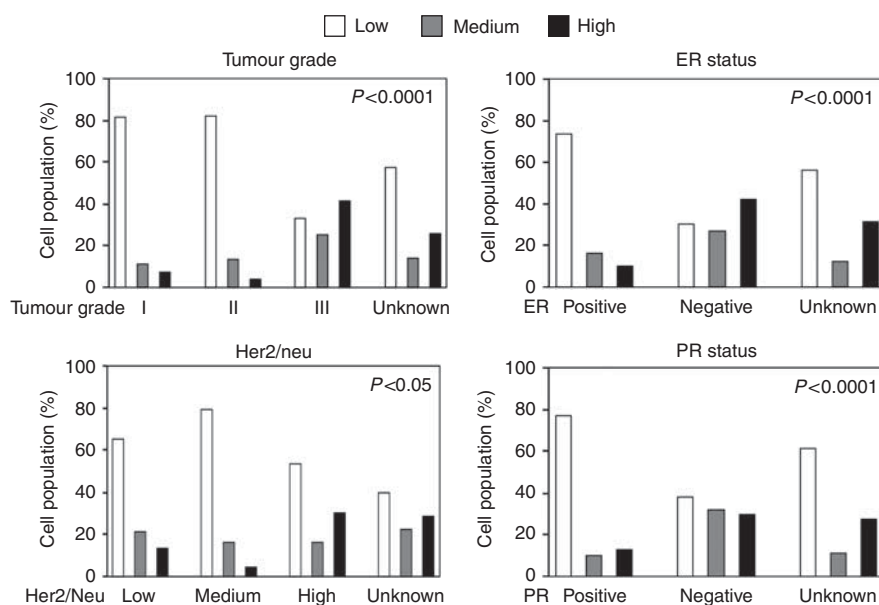 Low Medium High
Tumour grade
Cell population (%)
100
80
60
40
20
0
P<0.0001
Tumour grade I II III Unknown
ER status
Cell population (%)
100
80
60
40
20
0
P<0.0001
ER Positive Negative Unknown
Her2/neu
Cell population (%)
100
80
60
40
20
0
P<0.05
Her2/Neu Low Medium High Unknown
PR status
Cell population (%)
100
80
60
40
20
0
P<0.0001
PR Positive Negative Unknown